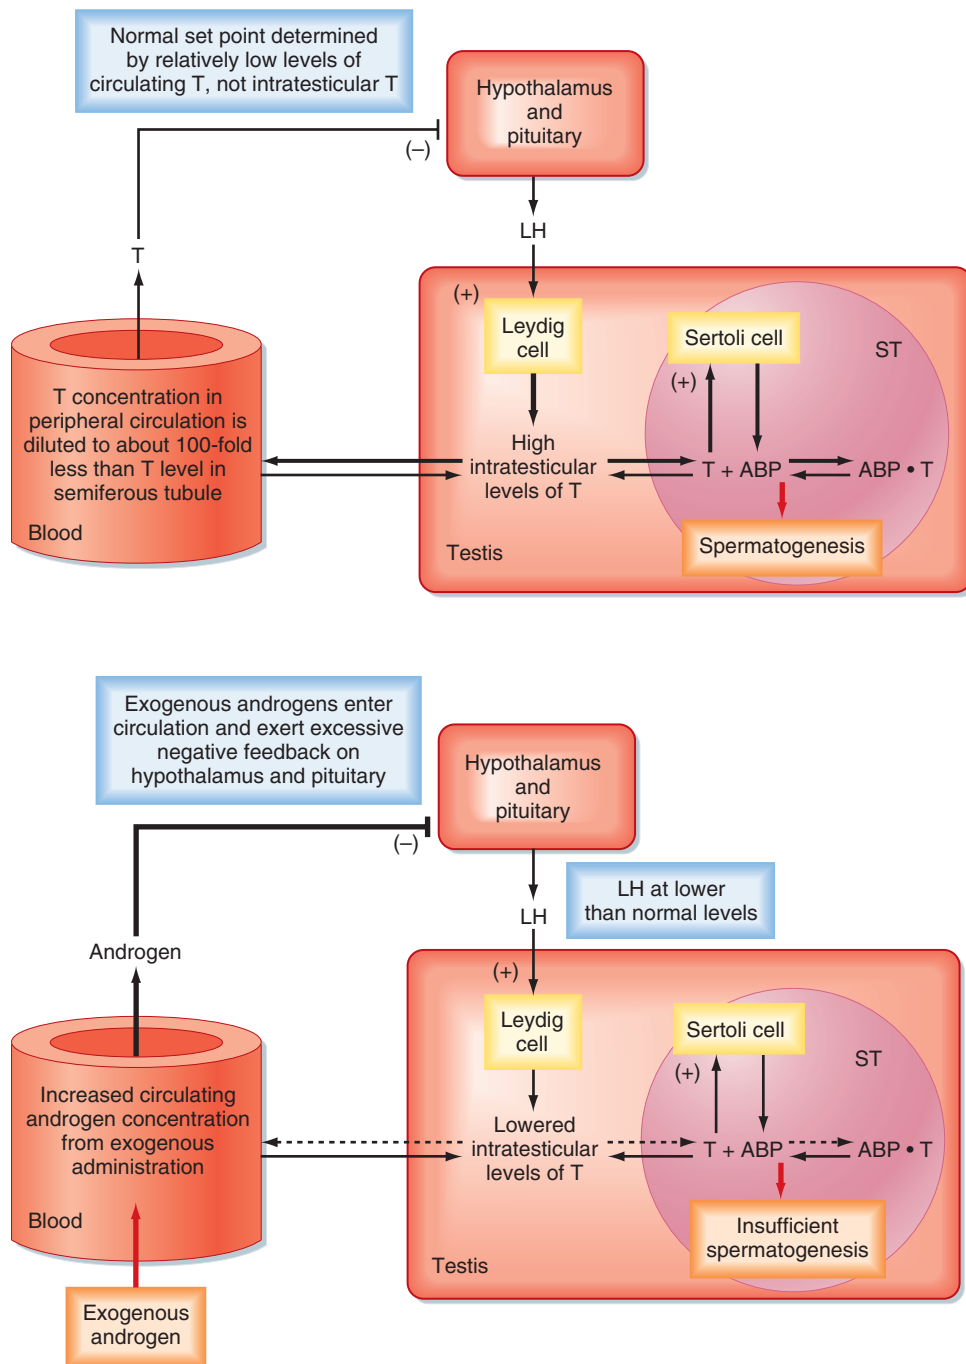 Normal set point determined
by relatively low levels of
circulating T, not intratesticular T
Hypothalamus
and
pituitary
(–)
LH
T
(+)
Leydig
cell
Sertoli cell
ST
(+)
T concentration in
peripheral circulation is
diluted to about 100-fold
less than T level in
semiferous tubule
High
intratesticular
levels of T
T + ABP
ABP • T
Blood
Testis
Spermatogenesis
Exogenous androgens enter
circulation and exert excessive
negative feedback on
hypothalamus and pituitary
Hypothalamus
and
pituitary
(–)
LH at lower
than normal levels
LH
Androgen
(+)
Leydig
cell
Sertoli cell
ST
(+)
Increased circulating
androgen concentration
from exogenous
administration
Lowered
intratesticular
levels of T
T + ABP
ABP • T
Blood
Insufficient
spermatogenesis
Testis
Exogenous
androgen